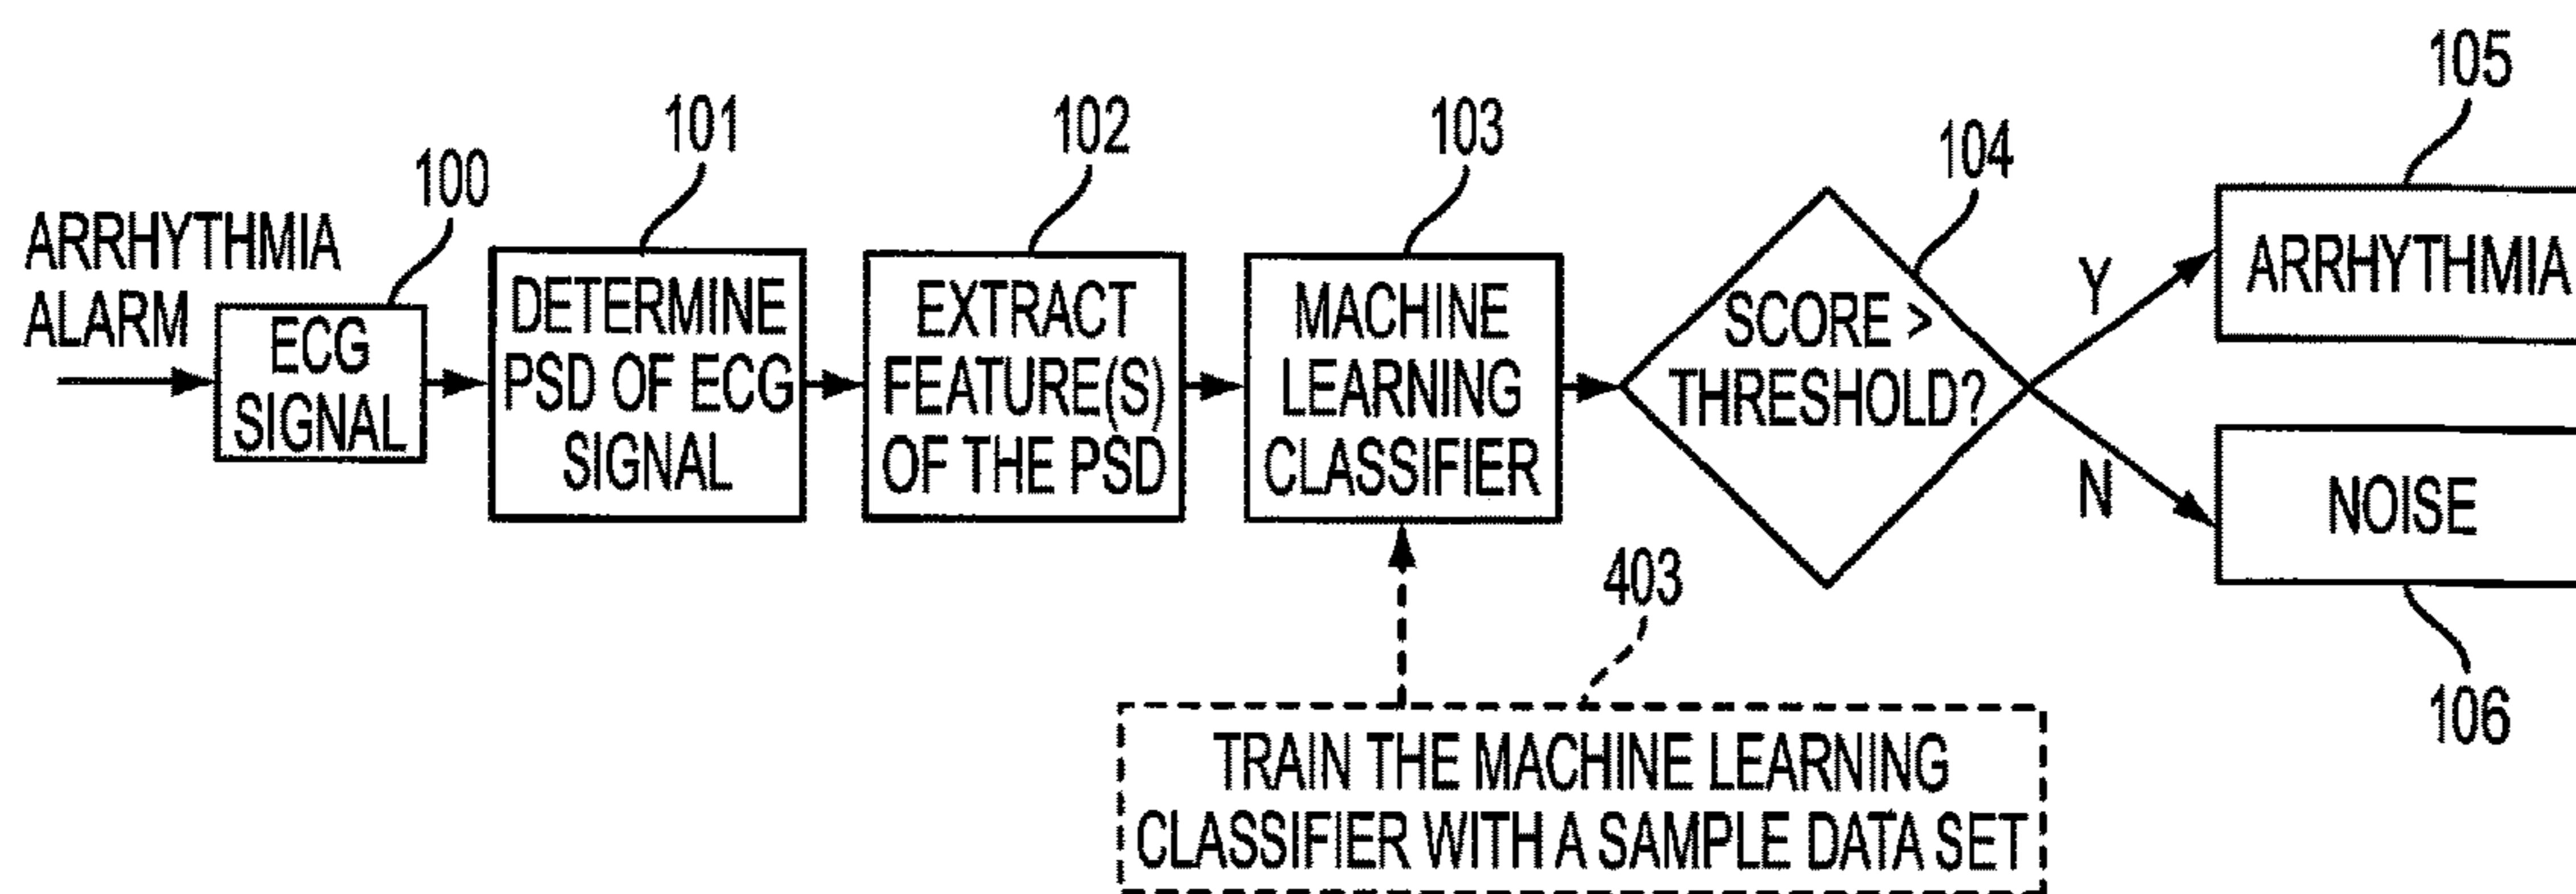 105
101
102
103
104
100
ARRHYTHMIA
ALARM
ECG
SIGNAL
DETERMINE
PSD OF ECG
SIGNAL
EXTRACT
FEATURE(S)
OF THE PSD
MACHINE
LEARNING
CLASSIFIER
SCORE >
THRESHOLD?
Y
ARRHYTHMIA
N
NOISE
106
403
TRAIN THE MACHINE LEARNING
CLASSIFIER WITH A SAMPLE DATA SET